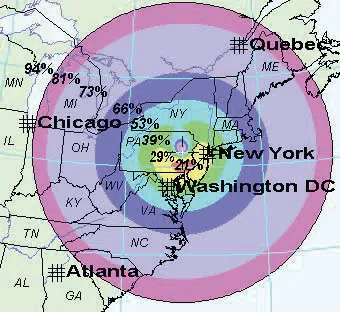 Quebec
ME
MN
94%
81%
MI
73%
66%
NY
Chicago
53%
MA
IL
OH
PA
39%
New York
29%
21%
WV
Washington DC
KY
VA
TN
NC
Atlanta
AL
GA